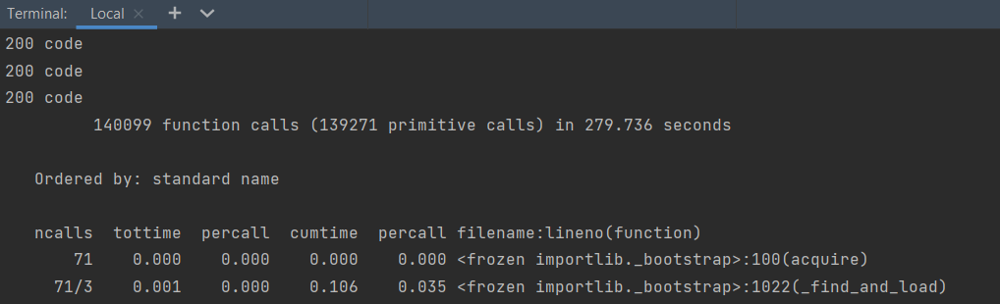 Terminal: Local × + ⌄
200 code
200 code
200 code
140099 function calls (139271 primitive calls) in 279.736 seconds
Ordered by: standard name
ncalls tottime percall cumtime percall filename:lineno(function)
71 0.000 0.000 0.000 0.000 <frozen importlib._bootstrap>:100(acquire)
71/3 0.001 0.000 0.106 0.035 <frozen importlib._bootstrap>:1022(_find_and_load)